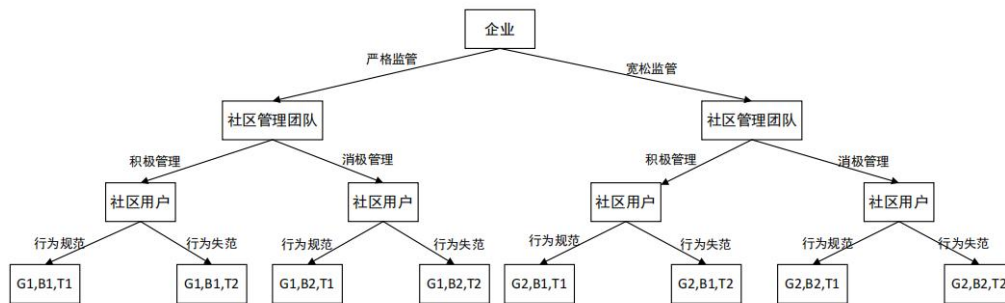 企业
严格监管
宽松监管
社区管理团队
社区管理团队
积极管理
消极管理
积极管理
消极管理
社区用户
社区用户
社区用户
社区用户
行为规范
行为失范
行为规范
行为失范
行为规范
行为失范
行为规范
行为失范
G1,B1,T1
G1,B1,T2
G1,B2,T1
G1,B2,T2
G2,B1,T1
G2,B1,T2
G2,B2,T1
G2,B2,T2